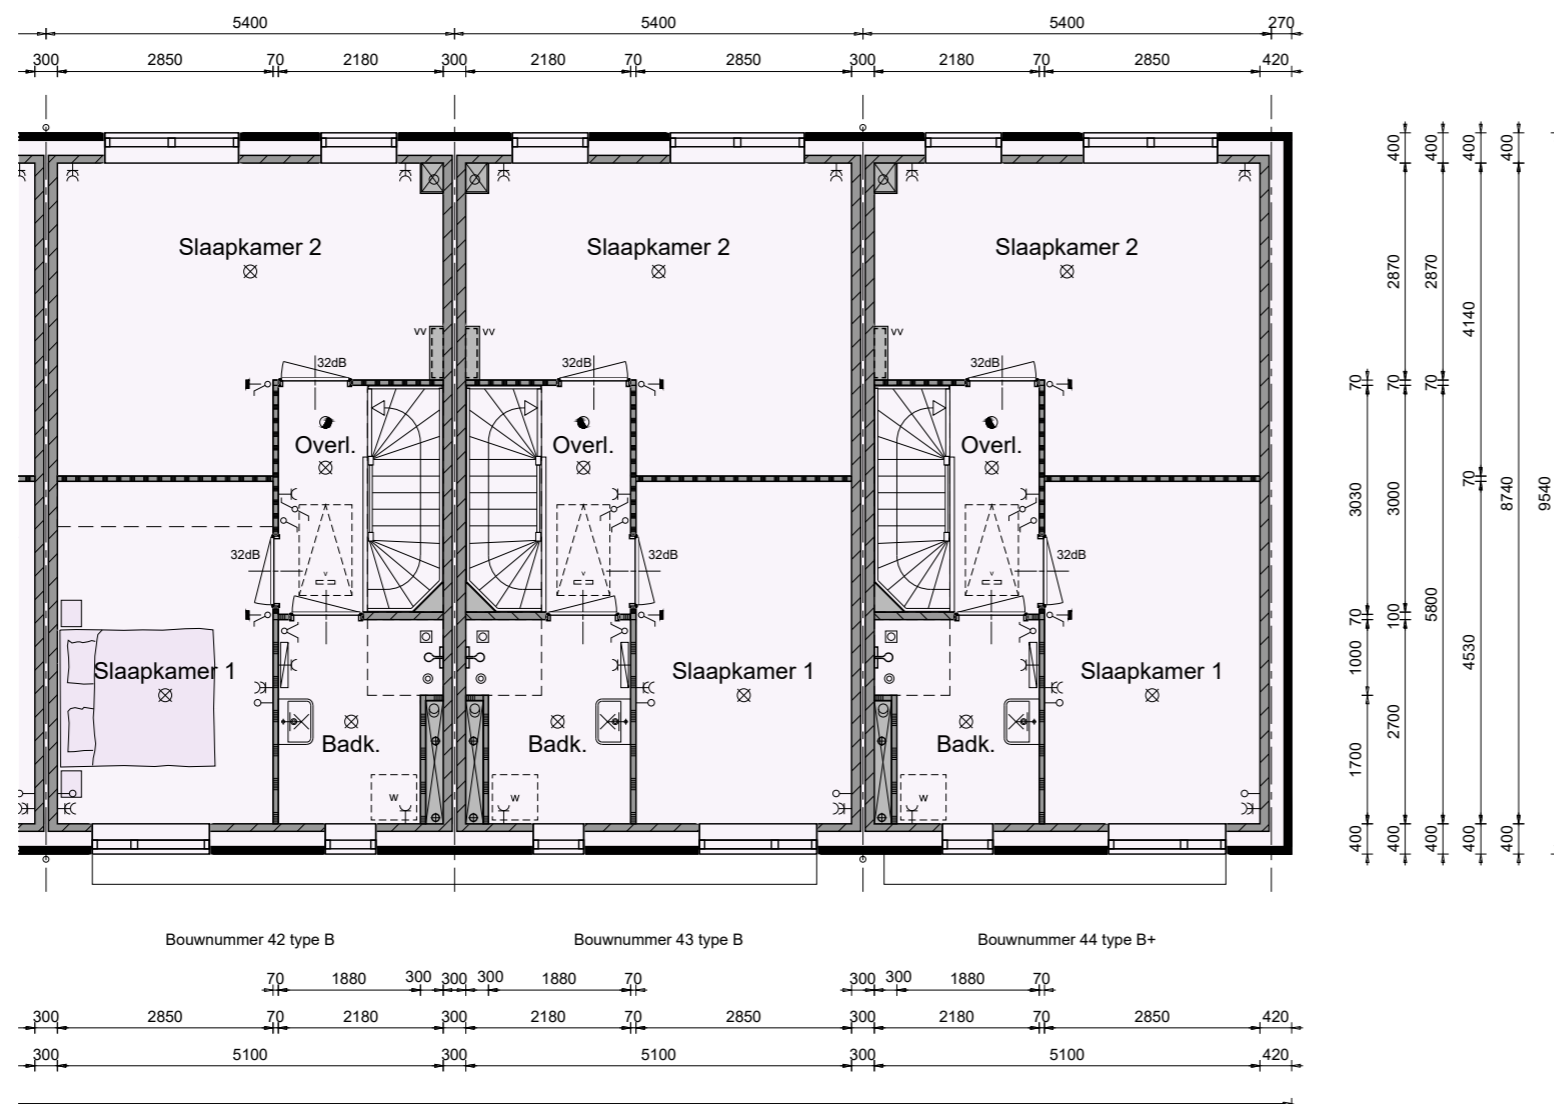 5400 5400 5400 270
300 2850 70 2180 300 2180 70 2850 300 2180 70 2850 420
Slaapkamer 2 Slaapkamer 2 Slaapkamer 2
vv vv vv
32dB 32dB 32dB
Overl. Overl. Overl.
32dB 32dB 32dB
v v v
Slaapkamer 1 Slaapkamer 1 Slaapkamer 1
Badk. Badk. Badk.
w w w
400 400 400 400
2870 2870
4140
70 70 70
3030 3000 70 8740 9540
70 100 5800
1000 4530
2700
1700
400 400 400 400 400
Bouwnummer 42 type B Bouwnummer 43 type B Bouwnummer 44 type B+
70 1880 300 300 300 1880 70 300 300 1880 70
300 2850 70 2180 300 2180 70 2850 300 2180 70 2850 420
300 5100 300 5100 300 5100 420